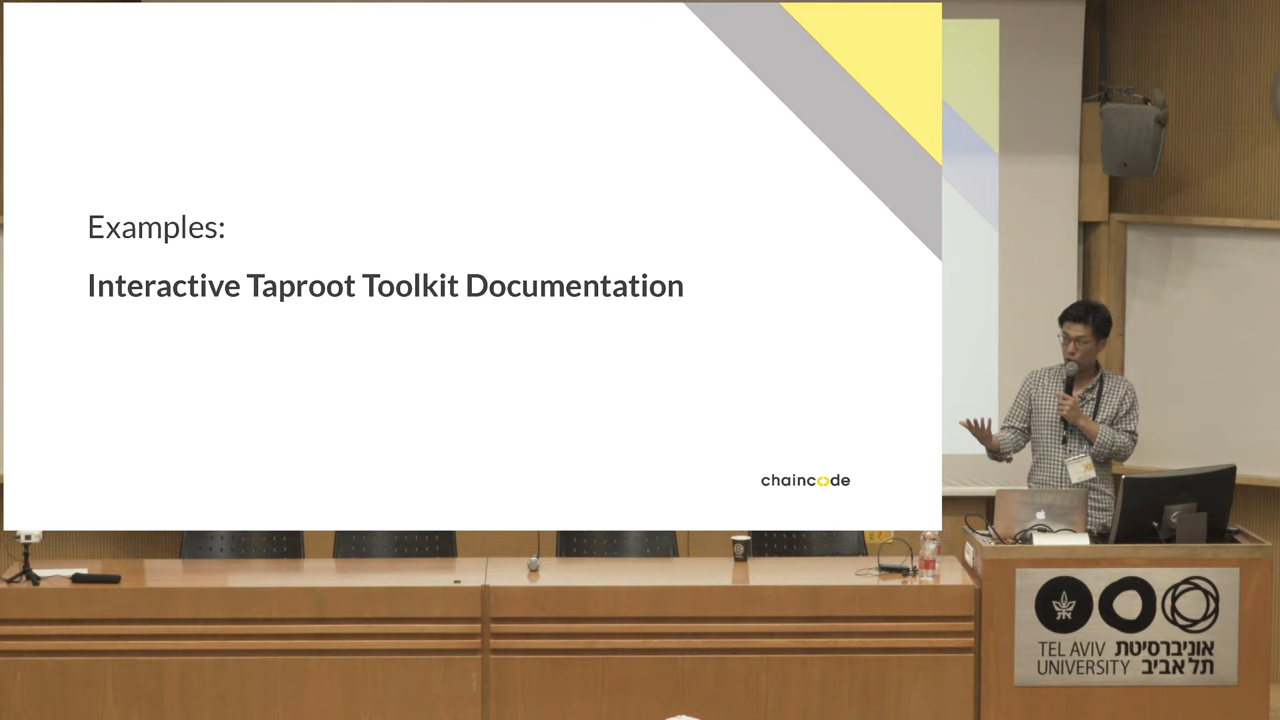 Examples:
Interactive Taproot Toolkit Documentation
chaincode
TEL AVIV אוניברסיטת
UNIVERSITY תל אביב